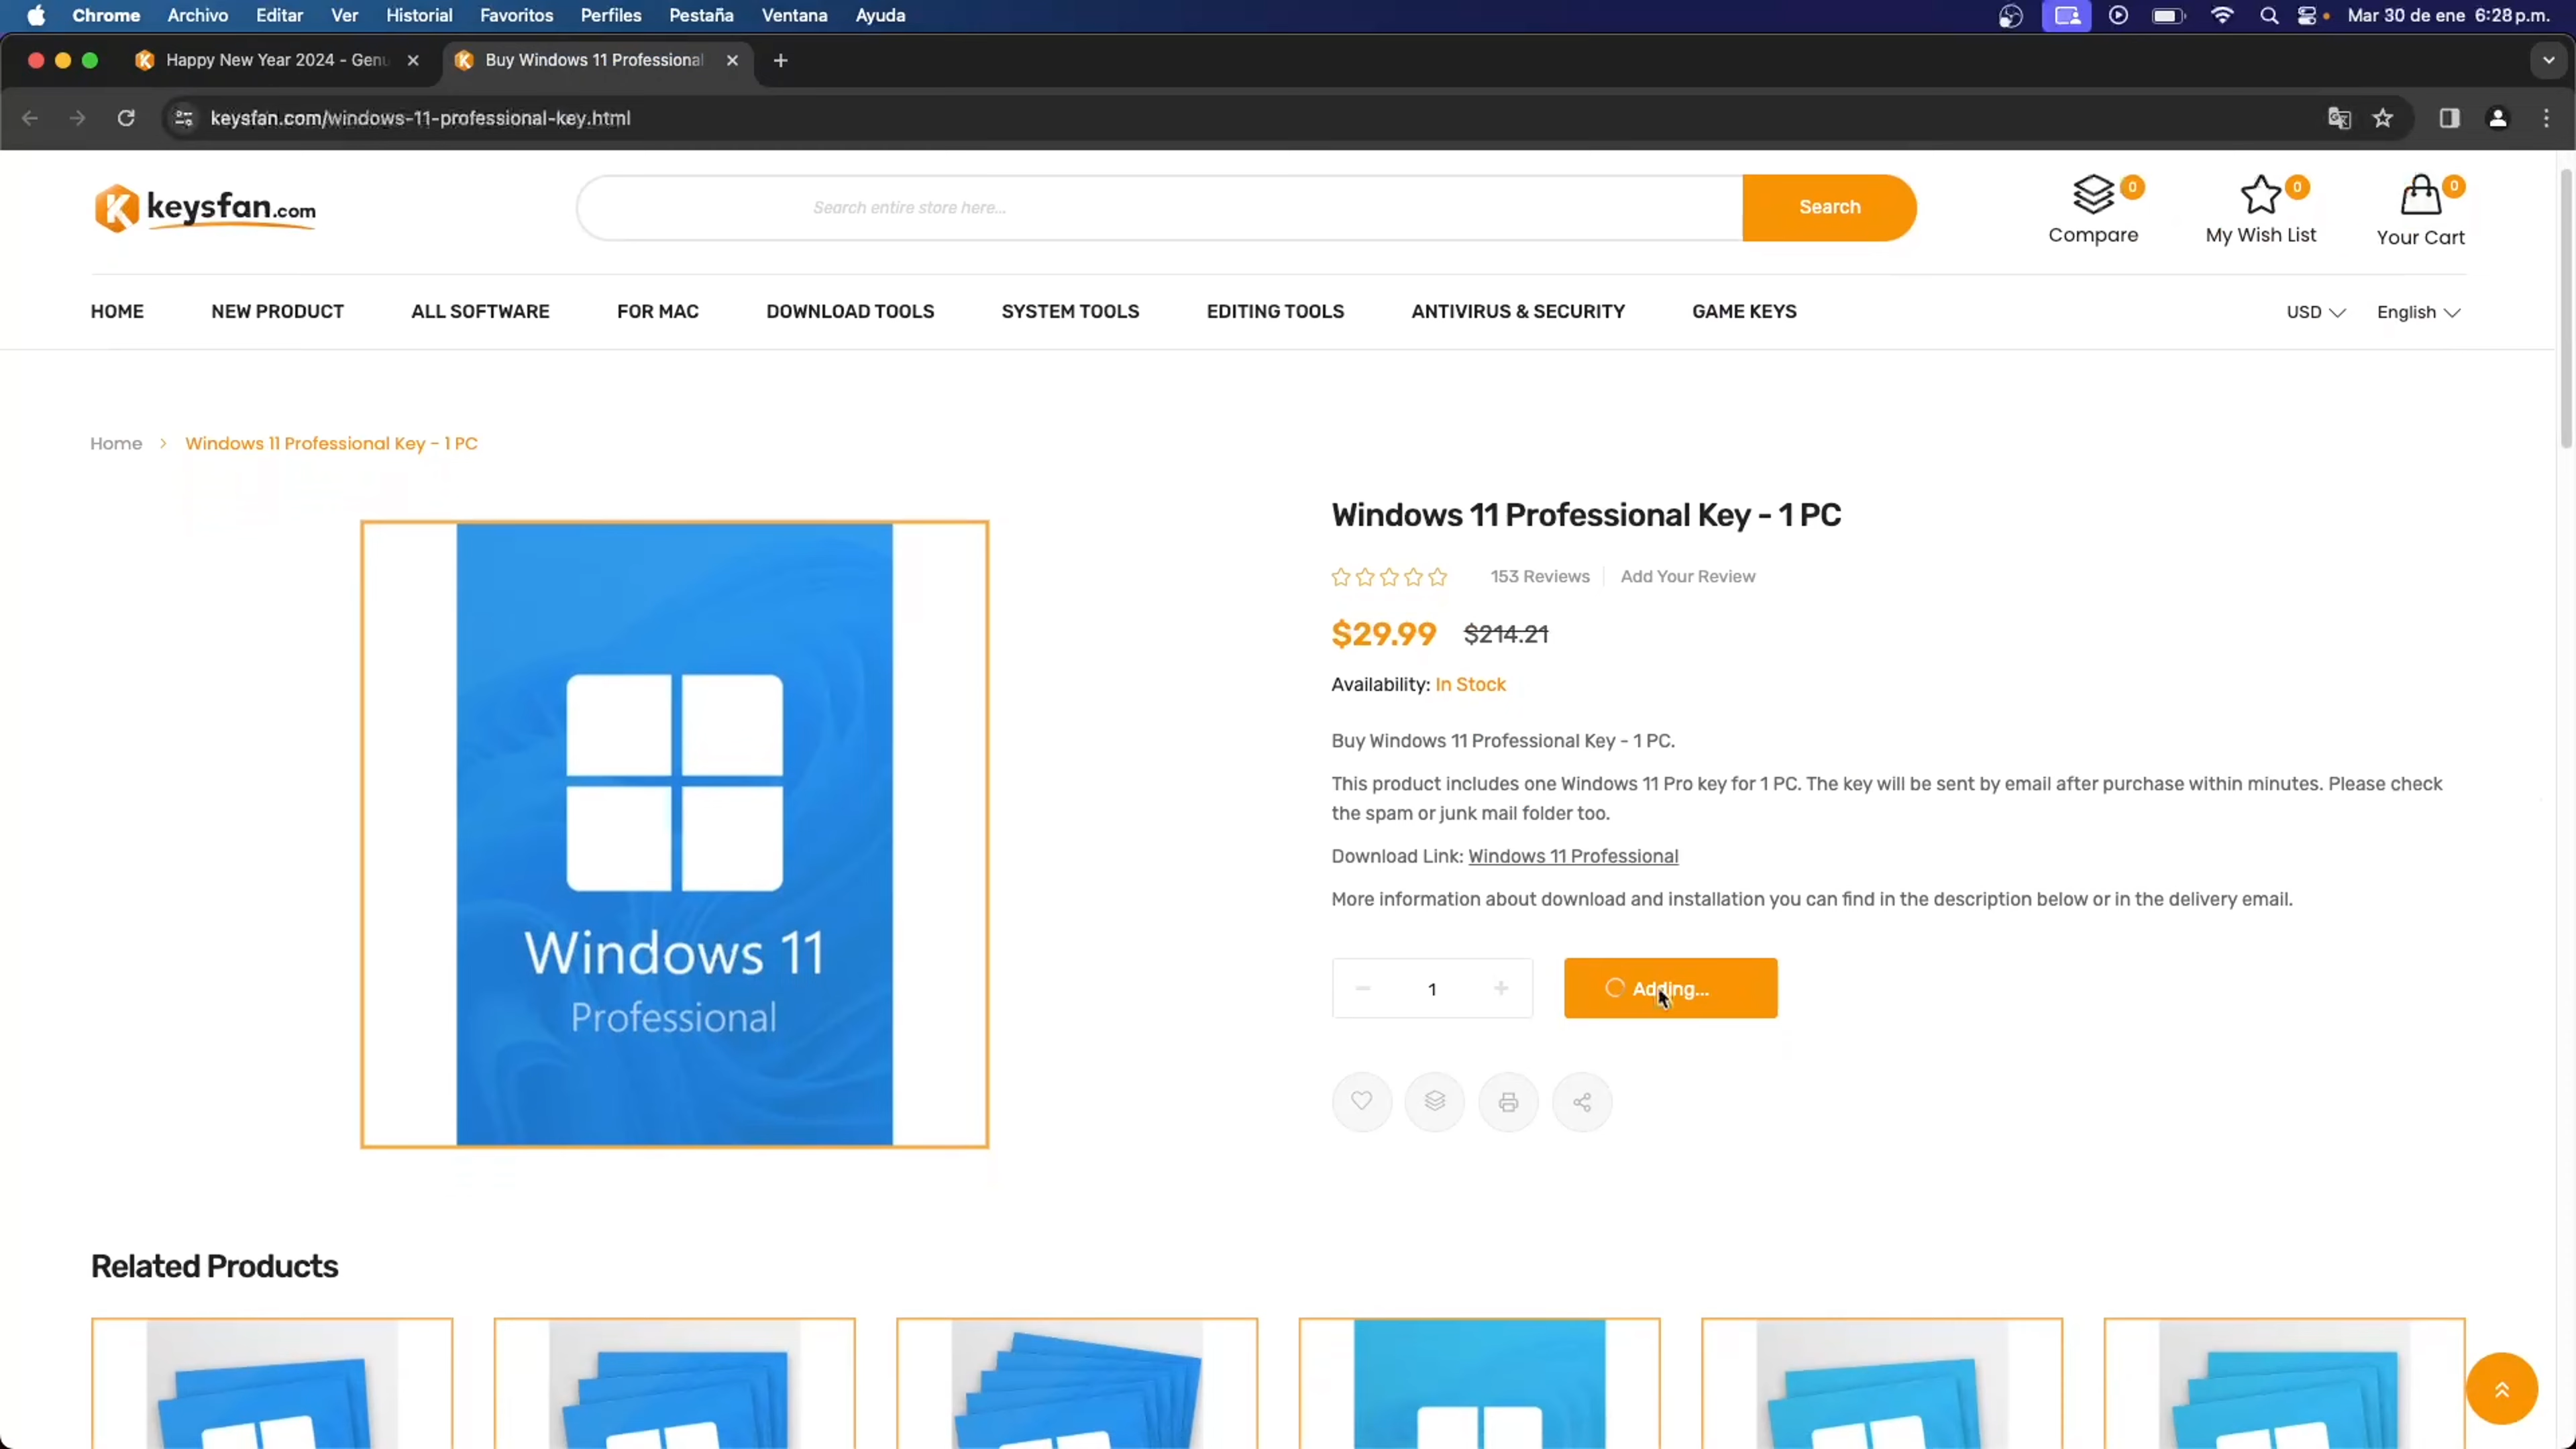 Chrome Archivo Editar Ver Historial Favoritos Perfiles Pestaña Ventana Ayuda Mar 30 de ene 6:28 p.m.
Happy New Year 2024 - Genu Buy Windows 11 Professional
keysfan.com/windows-11-professional-key.html
keysfan.com
Search entire store here...
Search
0
Compare
0
My Wish List
0
Your Cart
HOME NEW PRODUCT ALL SOFTWARE FOR MAC DOWNLOAD TOOLS SYSTEM TOOLS EDITING TOOLS ANTIVIRUS & SECURITY GAME KEYS USD English
Home > Windows 11 Professional Key - 1 PC
Windows 11
Professional
Windows 11 Professional Key - 1 PC
153 Reviews Add Your Review
$29.99 $214.21
Availability: In Stock
Buy Windows 11 Professional Key - 1 PC.
This product includes one Windows 11 Pro key for 1 PC. The key will be sent by email after purchase within minutes. Please check
the spam or junk mail folder too.
Download Link: Windows 11 Professional
More information about download and installation you can find in the description below or in the delivery email.
1
Adding...
Related Products